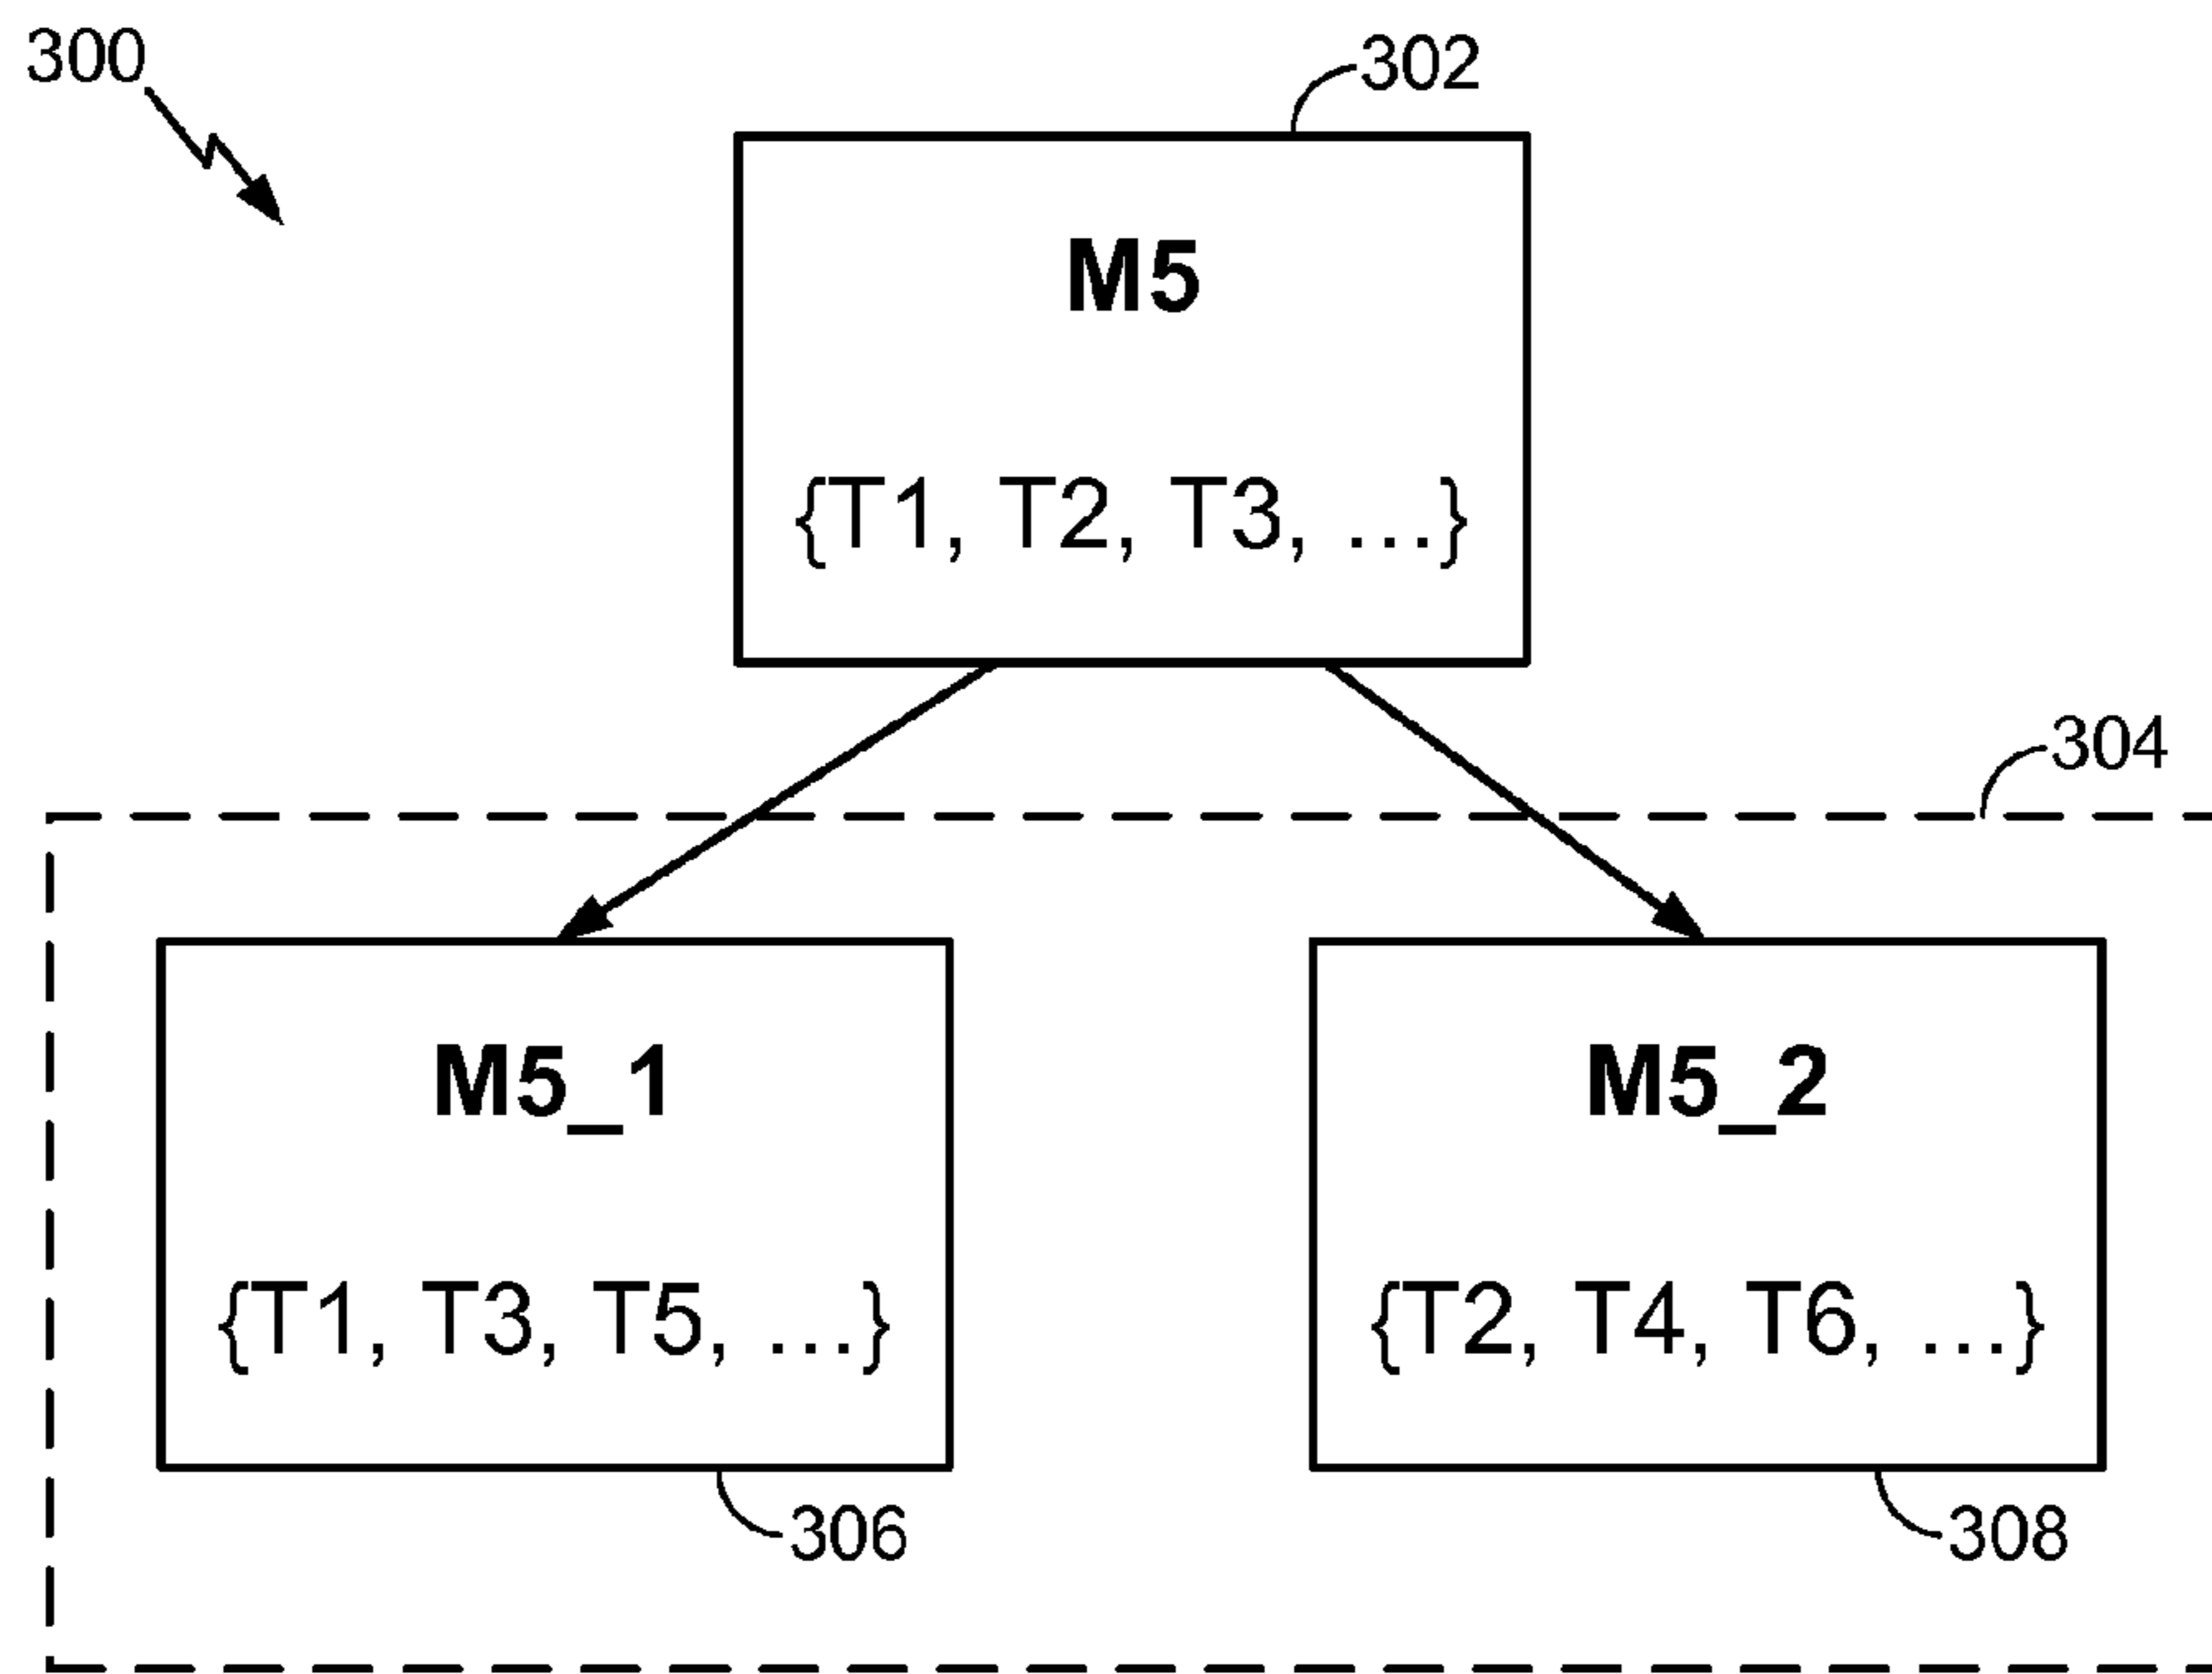 300
302
M5
{T1, T2, T3, ...}
304
M5_1
M5_2
{T1, T3, T5, ...}
{T2, T4, T6, ...}
306
308